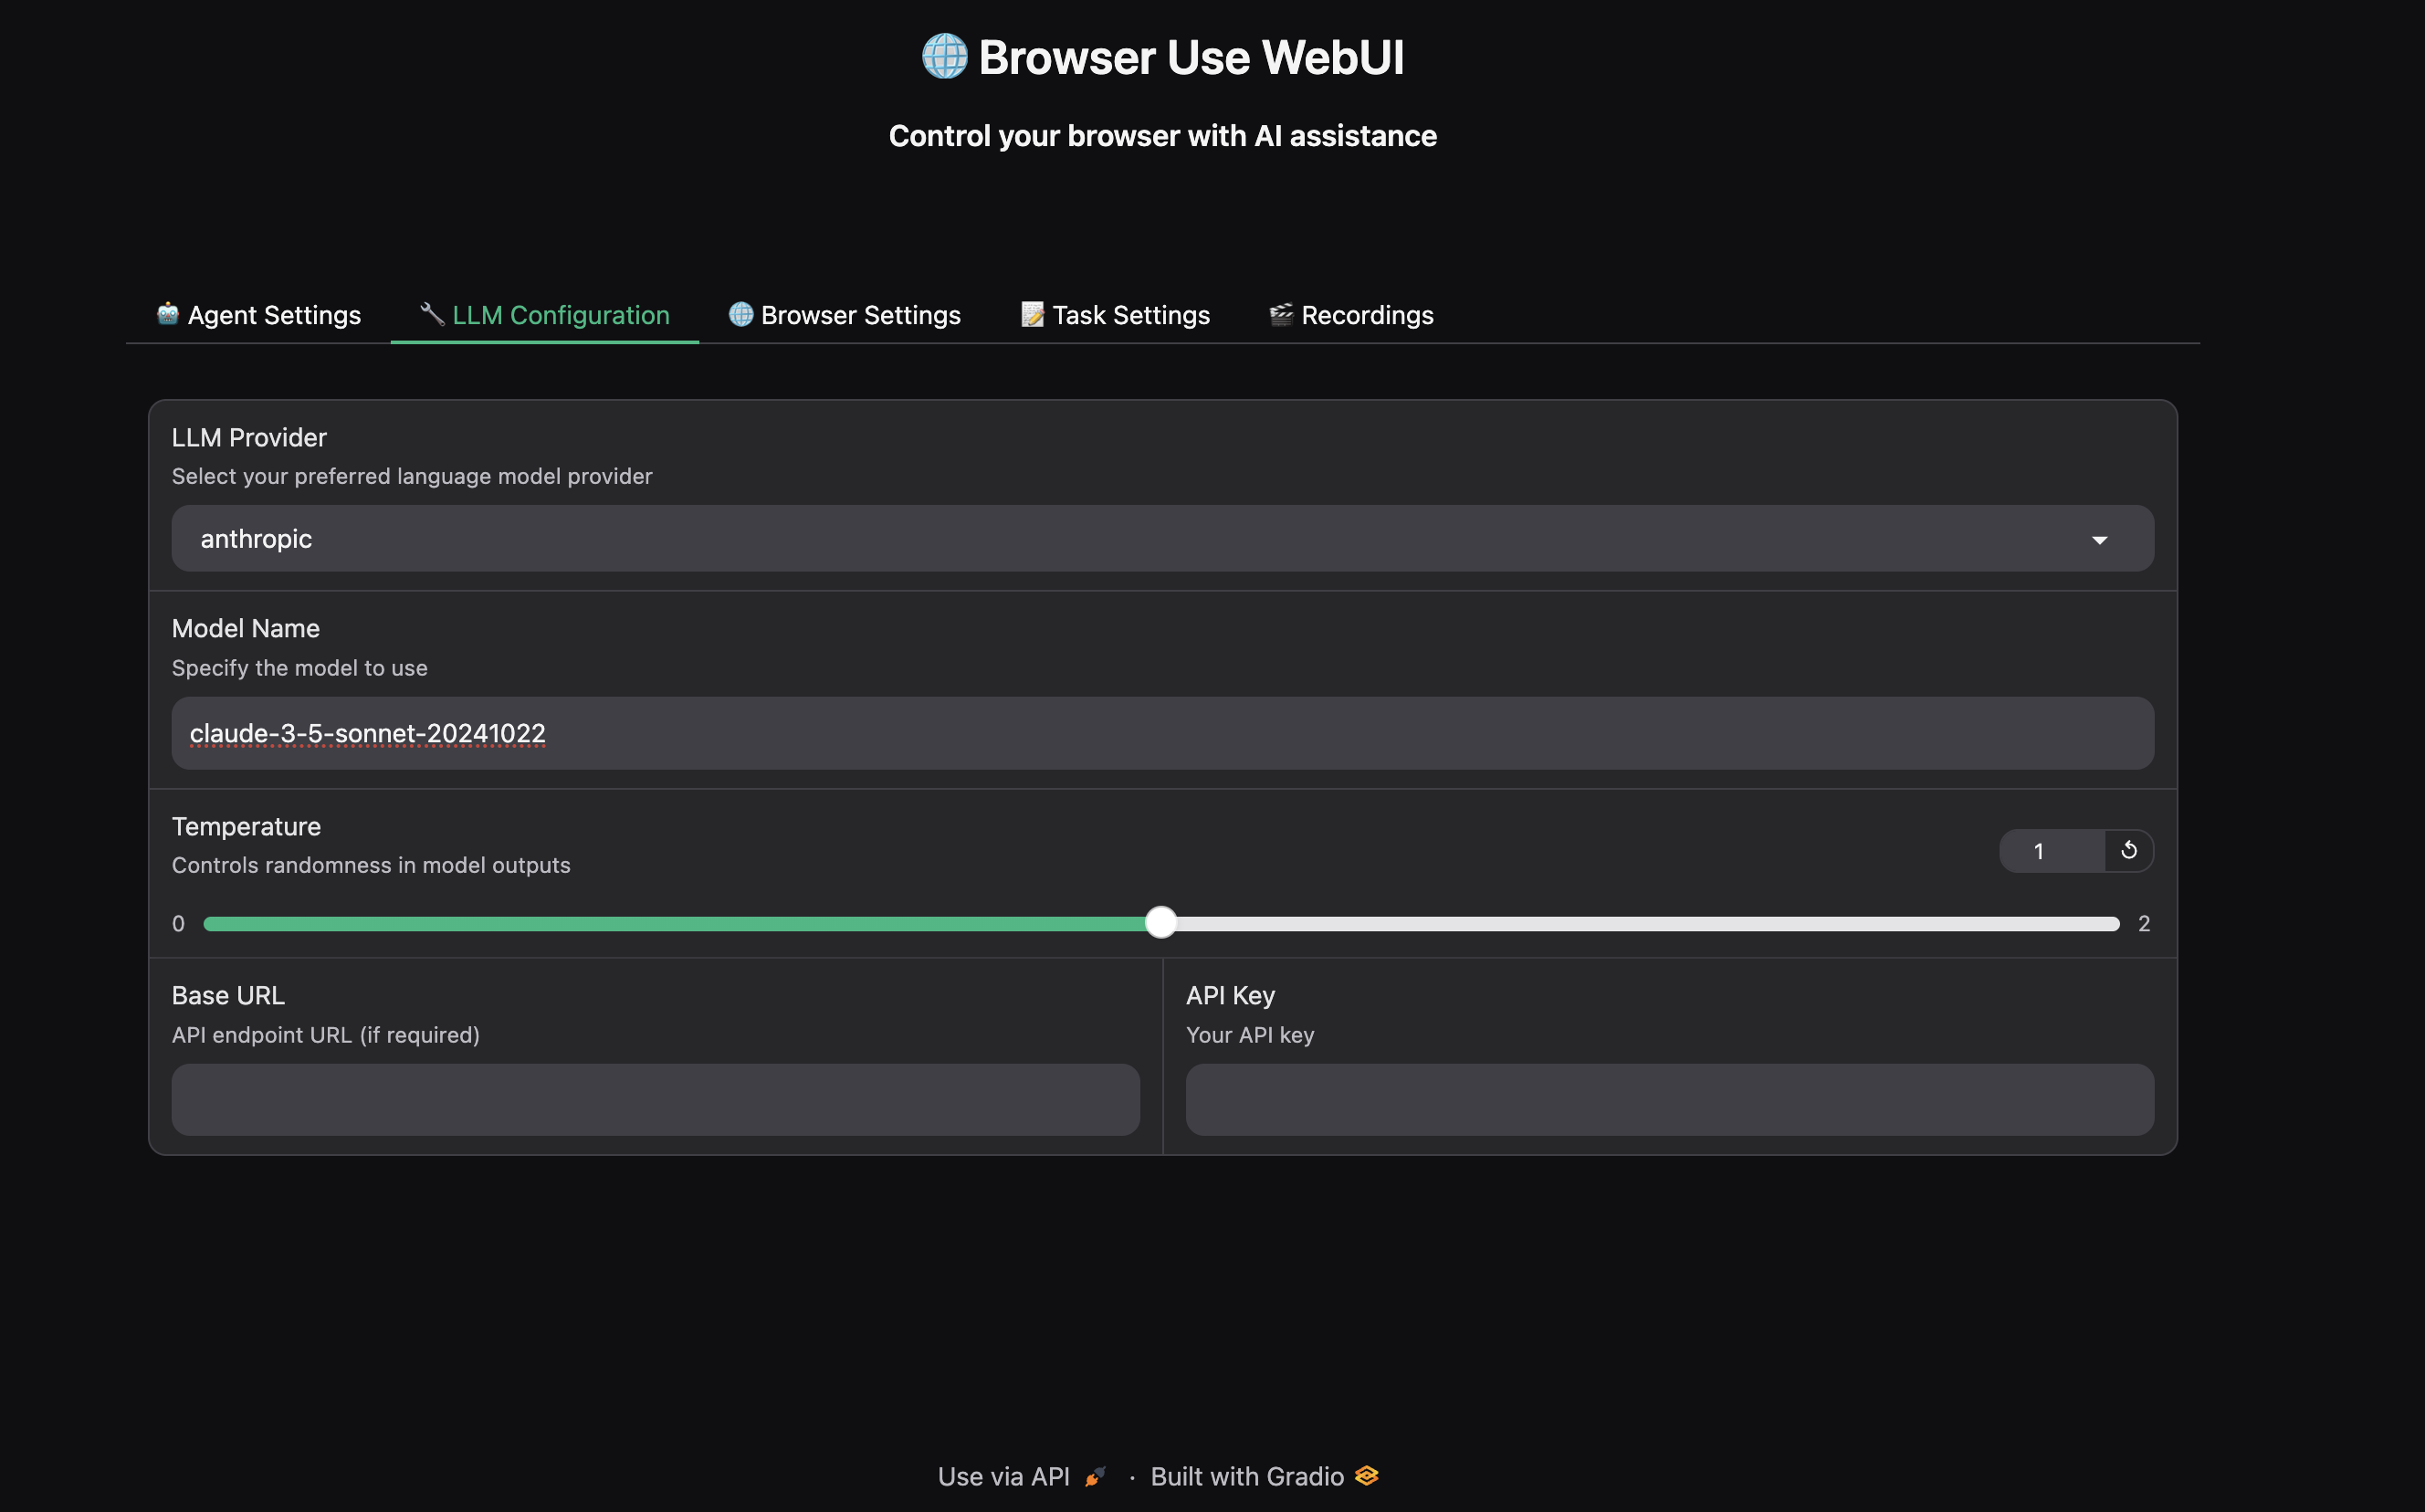 Browser Use WebUI
Control your browser with AI assistance
Agent Settings LLM Configuration Browser Settings Task Settings Recordings
LLM Provider
Select your preferred language model provider
anthropic
Model Name
Specify the model to use
claude-3-5-sonnet-20241022
Temperature
Controls randomness in model outputs
1
0
2
Base URL
API endpoint URL (if required)
API Key
Your API key
Use via API · Built with Gradio